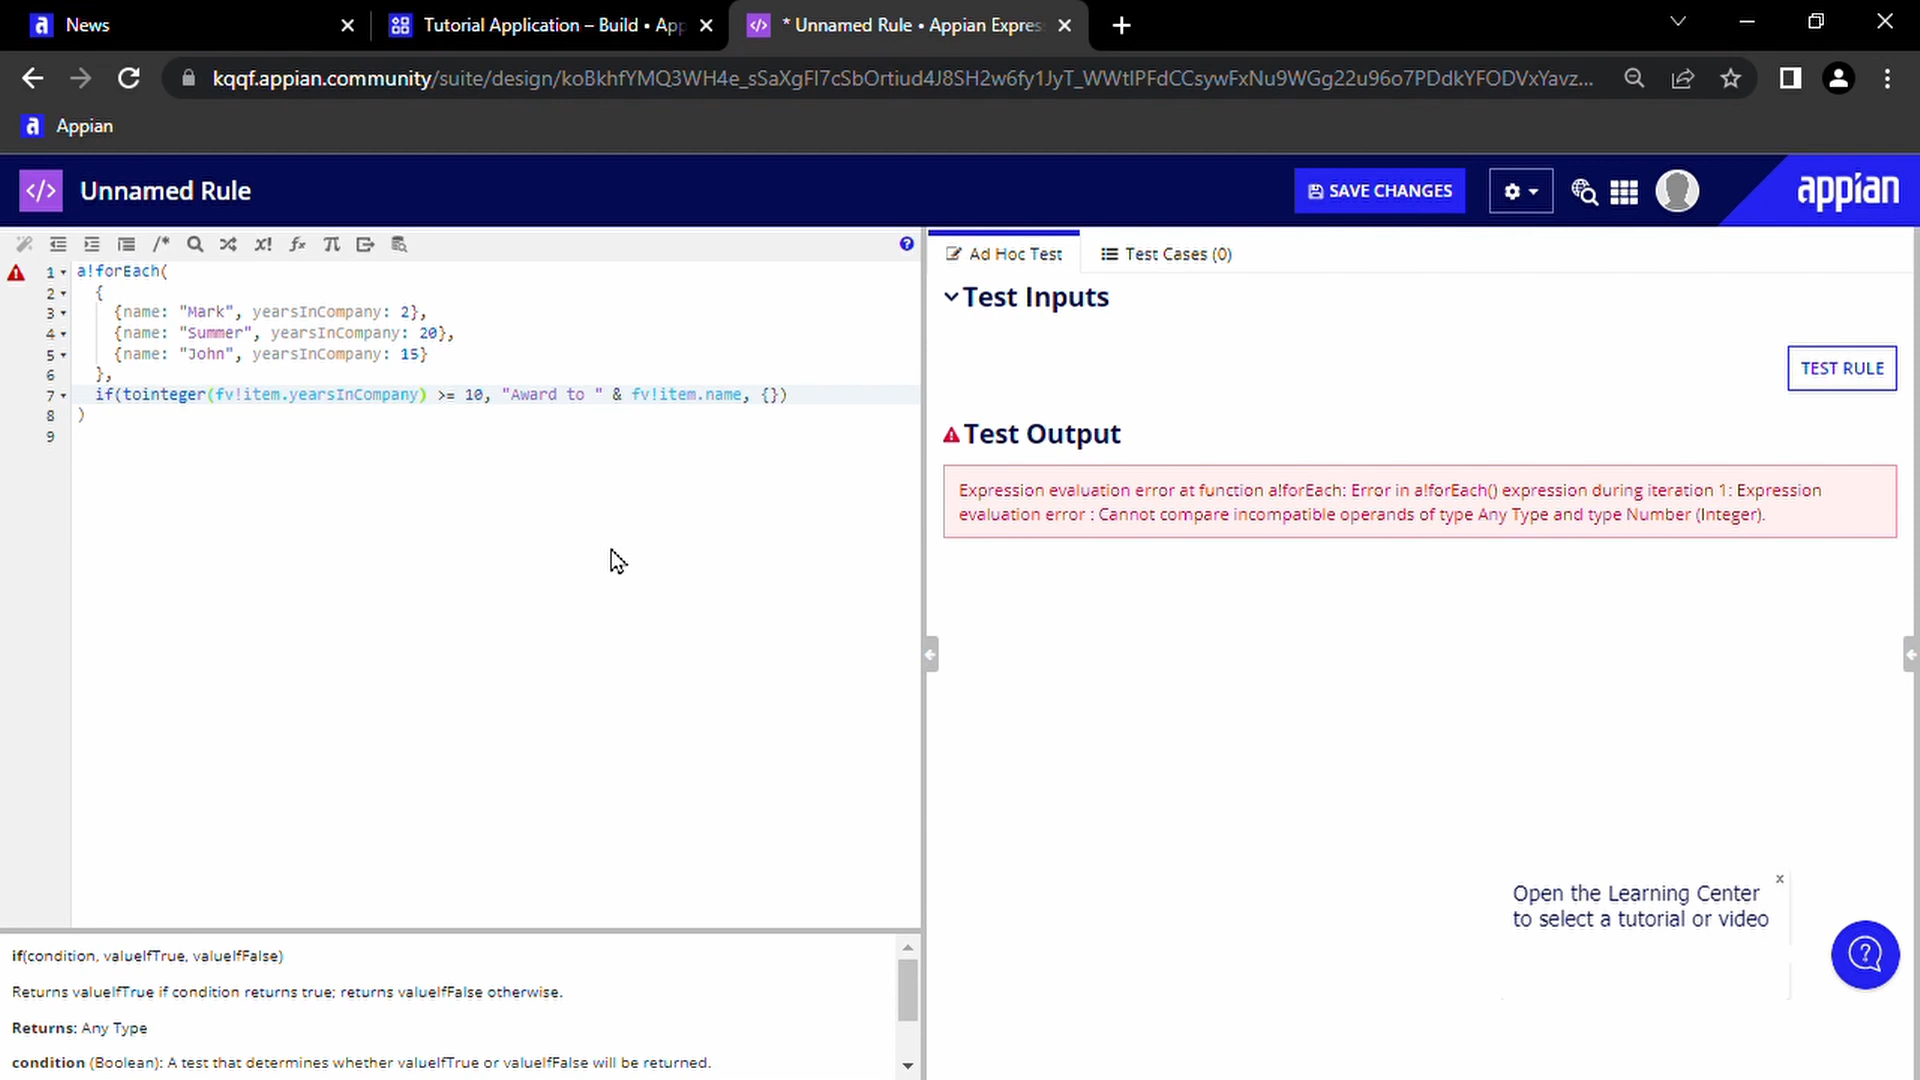 News
Tutorial Application – Build • App
* Unnamed Rule • Appian Expres
kqqf.appian.community/suite/design/koBkhfYMQ3WH4e_sSaXgFI7cSbOrtiud4J8SH2w6fy1JyT_WWtIPFdCCsywFxNu9WGg22u96o7PDdkYFODVxYavz...
Appian
Unnamed Rule
SAVE CHANGES
appian
Ad Hoc Test
Test Cases (0)
1 a!forEach(
2 {
3 {name: "Mark", yearsInCompany: 2},
4 {name: "Summer", yearsInCompany: 20},
5 {name: "John", yearsInCompany: 15}
6 },
7 if(tointeger(fv!item.yearsInCompany) >= 10, "Award to " & fv!item.name, {})
8 )
9
Test Inputs
TEST RULE
Test Output
Expression evaluation error at function a!forEach: Error in a!forEach() expression during iteration 1: Expression
evaluation error : Cannot compare incompatible operands of type Any Type and type Number (Integer).
Open the Learning Center
to select a tutorial or video
x
if(condition, valueIfTrue, valueIfFalse)
Returns valueIfTrue if condition returns true; returns valueIfFalse otherwise.
Returns: Any Type
condition (Boolean): A test that determines whether valueIfTrue or valueIfFalse will be returned.